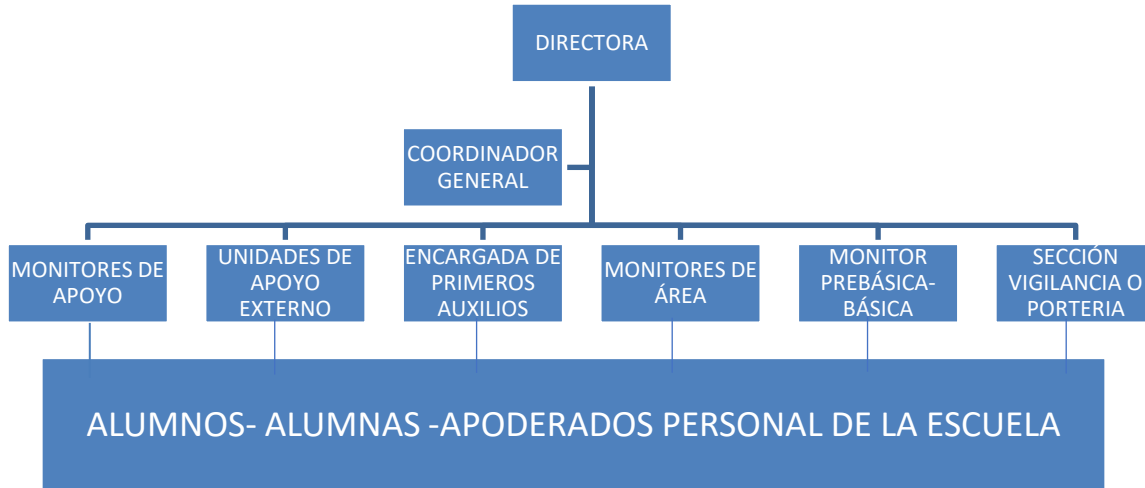 DIRECTORA
COORDINADOR
GENERAL
MONITORES DE
APOYO
UNIDADES DE
APOYO
EXTERNO
ENCARGADA DE
PRIMEROS
AUXILIOS
MONITORES DE
ÁREA
MONITOR
PREBÁSICA-
BÁSICA
SECCIÓN
VIGILANCIA O
PORTERIA
ALUMNOS- ALUMNAS -APODERADOS PERSONAL DE LA ESCUELA